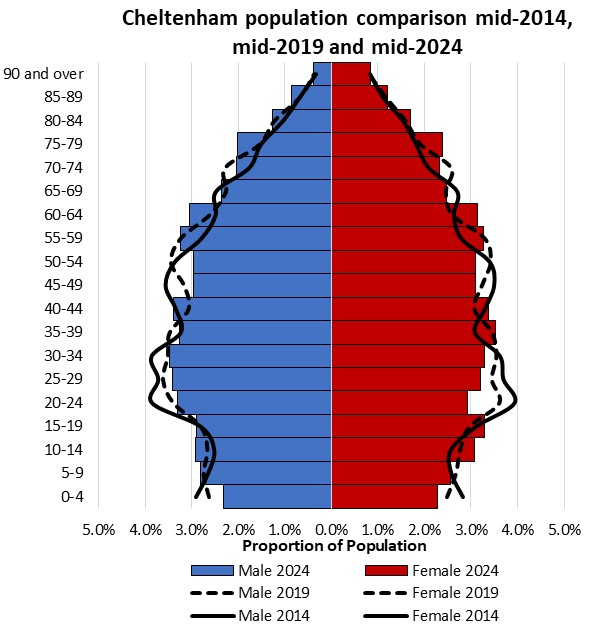 Cheltenham population comparison mid-2014,
mid-2019 and mid-2024
90 and over
85-89
80-84
75-79
70-74
65-69
60-64
55-59
50-54
45-49
40-44
35-39
30-34
25-29
20-24
15-19
10-14
5-9
0-4
5.0% 4.0% 3.0% 2.0% 1.0% 0.0% 1.0% 2.0% 3.0% 4.0% 5.0%
Proportion of Population
Male 2024 Female 2024
Male 2019 Female 2019
Male 2014 Female 2014